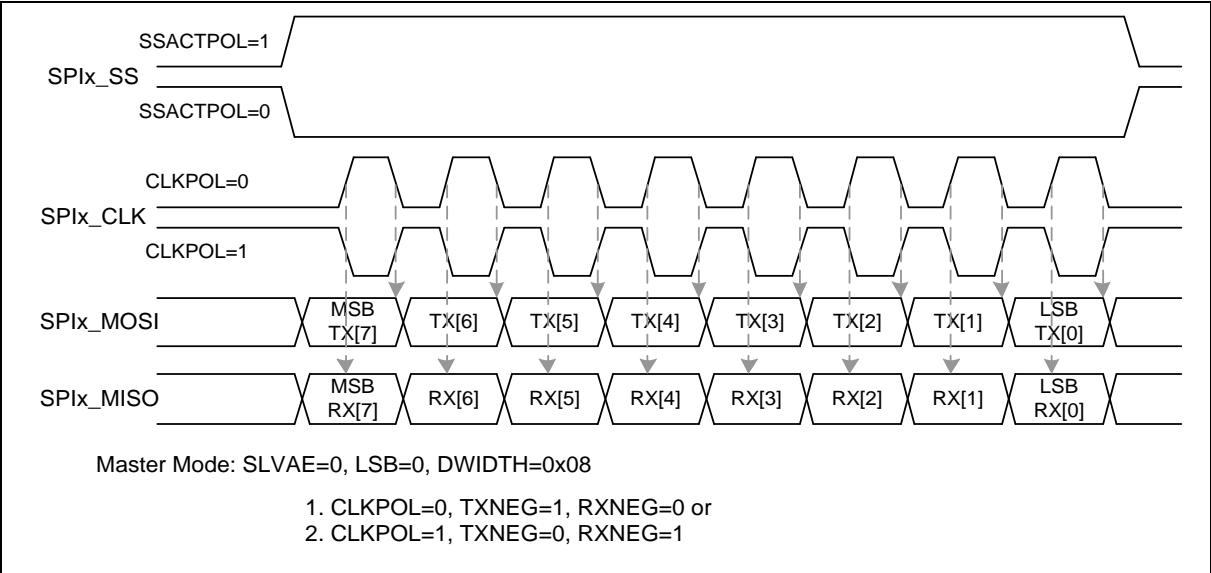 SSACTPOL=1
SPIx_SS
SSACTPOL=0
CLKPOL=0
SPIx_CLK
CLKPOL=1
SPIx_MOSI MSB TX[7] TX[6] TX[5] TX[4] TX[3] TX[2] TX[1] LSB TX[0]
SPIx_MISO MSB RX[7] RX[6] RX[5] RX[4] RX[3] RX[2] RX[1] LSB RX[0]
Master Mode: SLVAE=0, LSB=0, DWIDTH=0x08
1. CLKPOL=0, TXNEG=1, RXNEG=0 or
2. CLKPOL=1, TXNEG=0, RXNEG=1